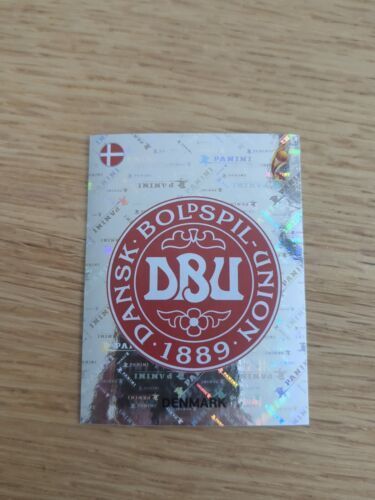 PANINI
DANSK · BOLDSPIL-UNION
DBU
· 1889 ·
DENMARK